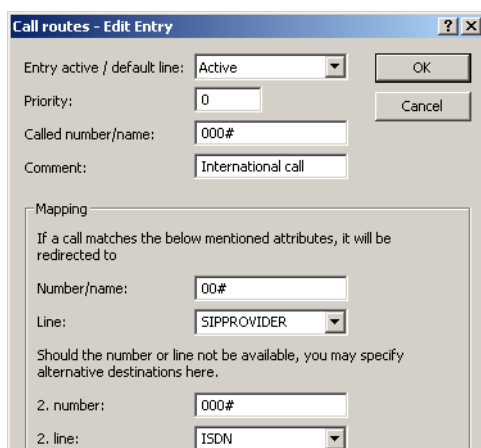 Call routes - Edit Entry
Entry active / default line: Active
OK
Priority: 0
Cancel
Called number/name: 000#
Comment: International call
Mapping
If a call matches the below mentioned attributes, it will be
redirected to
Number/name: 00#
Line: SIPPROVIDER
Should the number or line not be available, you may specify
alternative destinations here.
2. number: 000#
2. line: ISDN